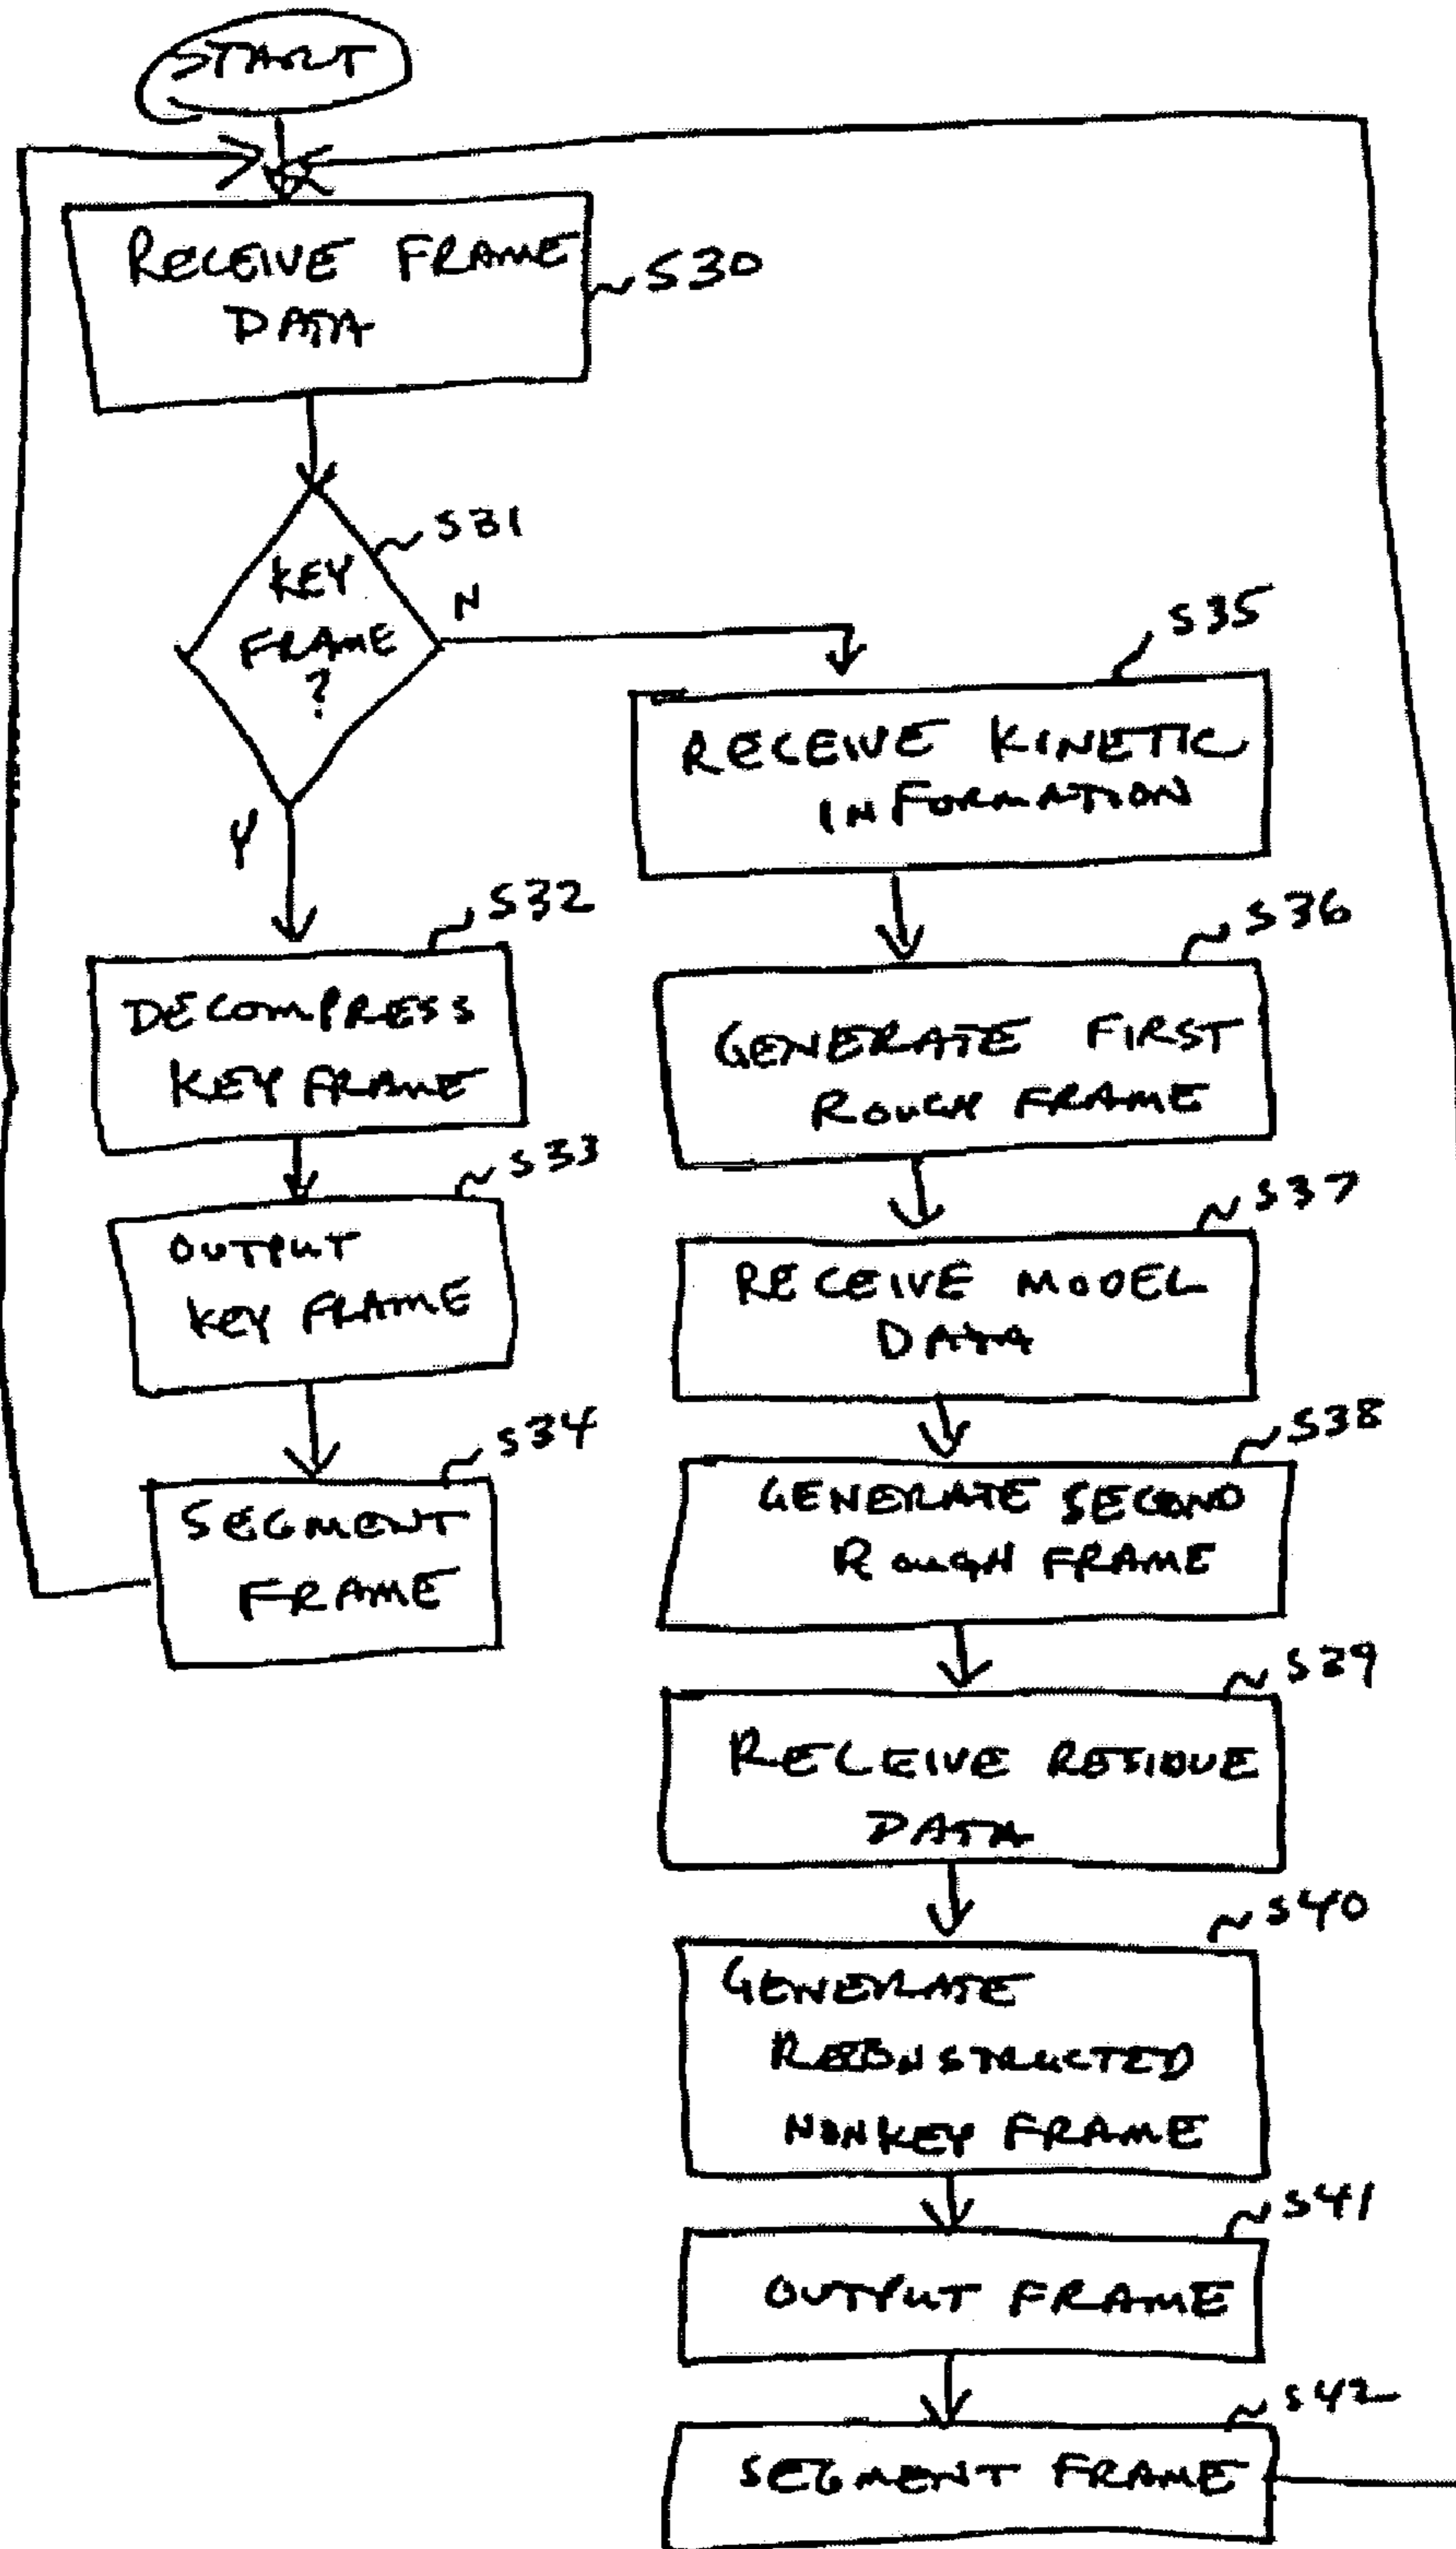 START
RECEIVE FRAME
DATA
S30
S31
KEY
FRAME
?
N
Y
S32
DECOMPRESS
KEY FRAME
S33
OUTPUT
KEY FRAME
S34
SEGMENT
FRAME
S35
RECEIVE KINETIC
INFORMATION
S36
GENERATE FIRST
ROUGH FRAME
S37
RECEIVE MODEL
DATA
S38
GENERATE SECOND
ROUGH FRAME
S39
RECEIVE RESIDUE
DATA
S40
GENERATE
RECONSTRUCTED
NONKEY FRAME
S41
OUTPUT FRAME
S42
SEGMENT FRAME